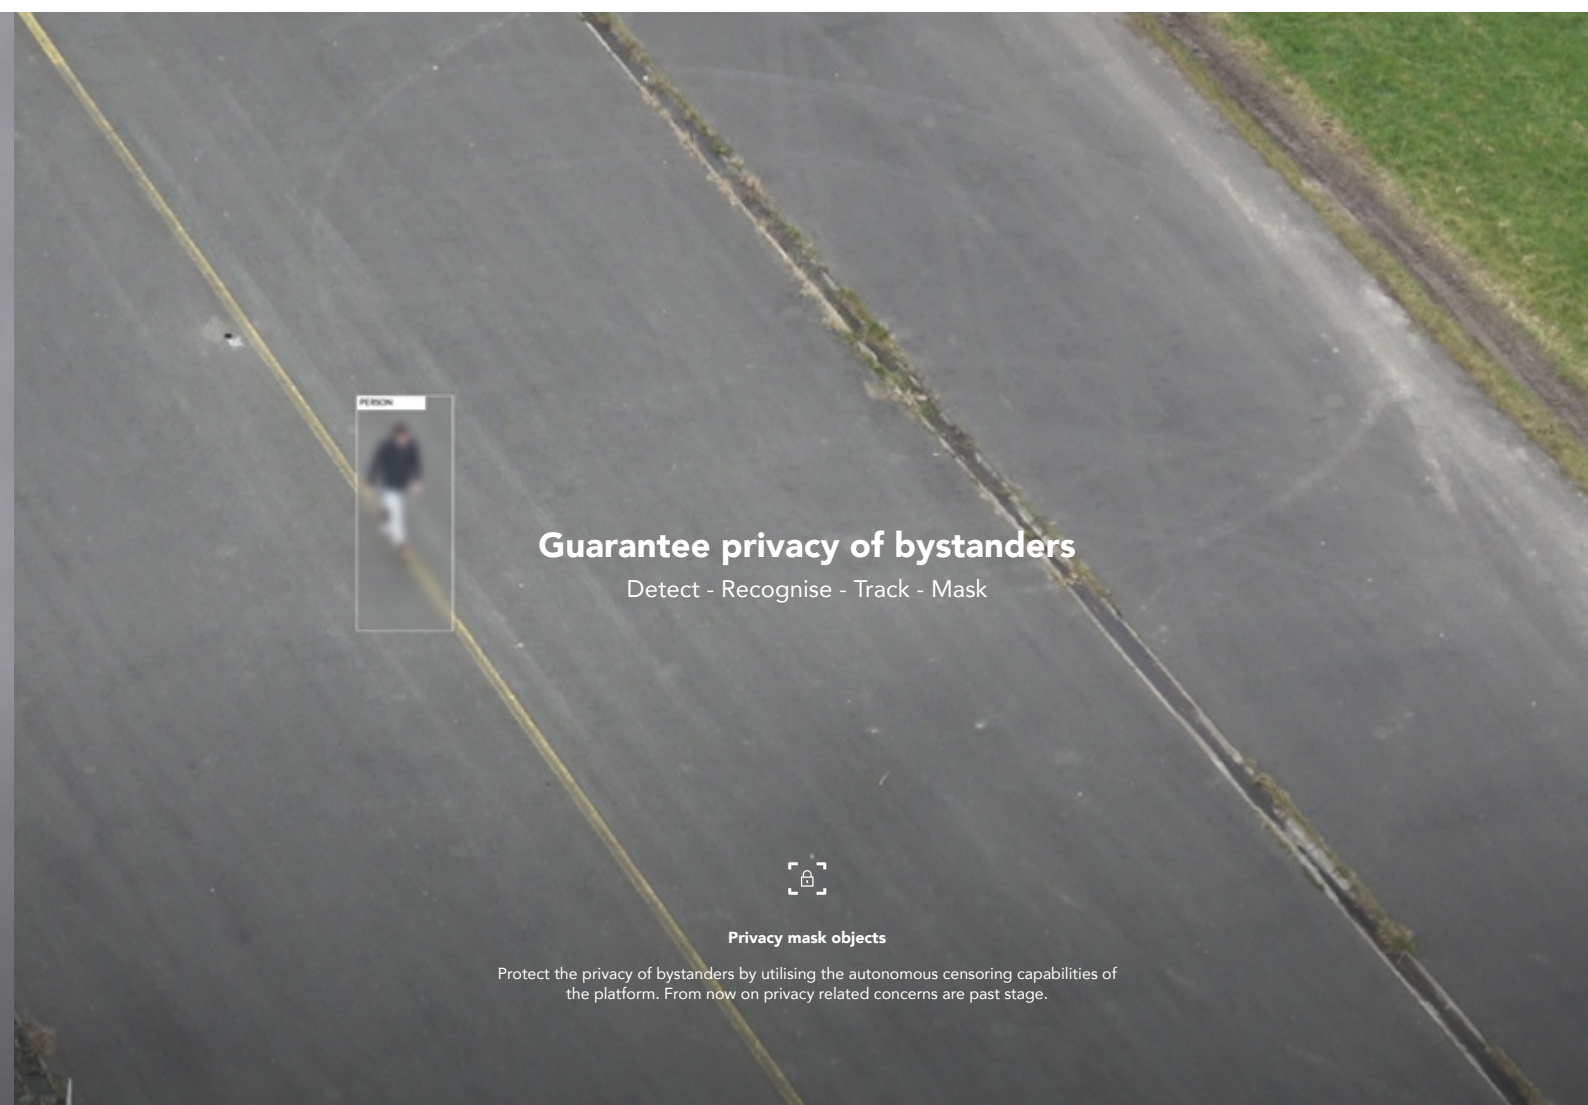 PERSON
Guarantee privacy of bystanders
Detect - Recognise - Track - Mask
Privacy mask objects
Protect the privacy of bystanders by utilising the autonomous censoring capabilities of
the platform. From now on privacy related concerns are past stage.